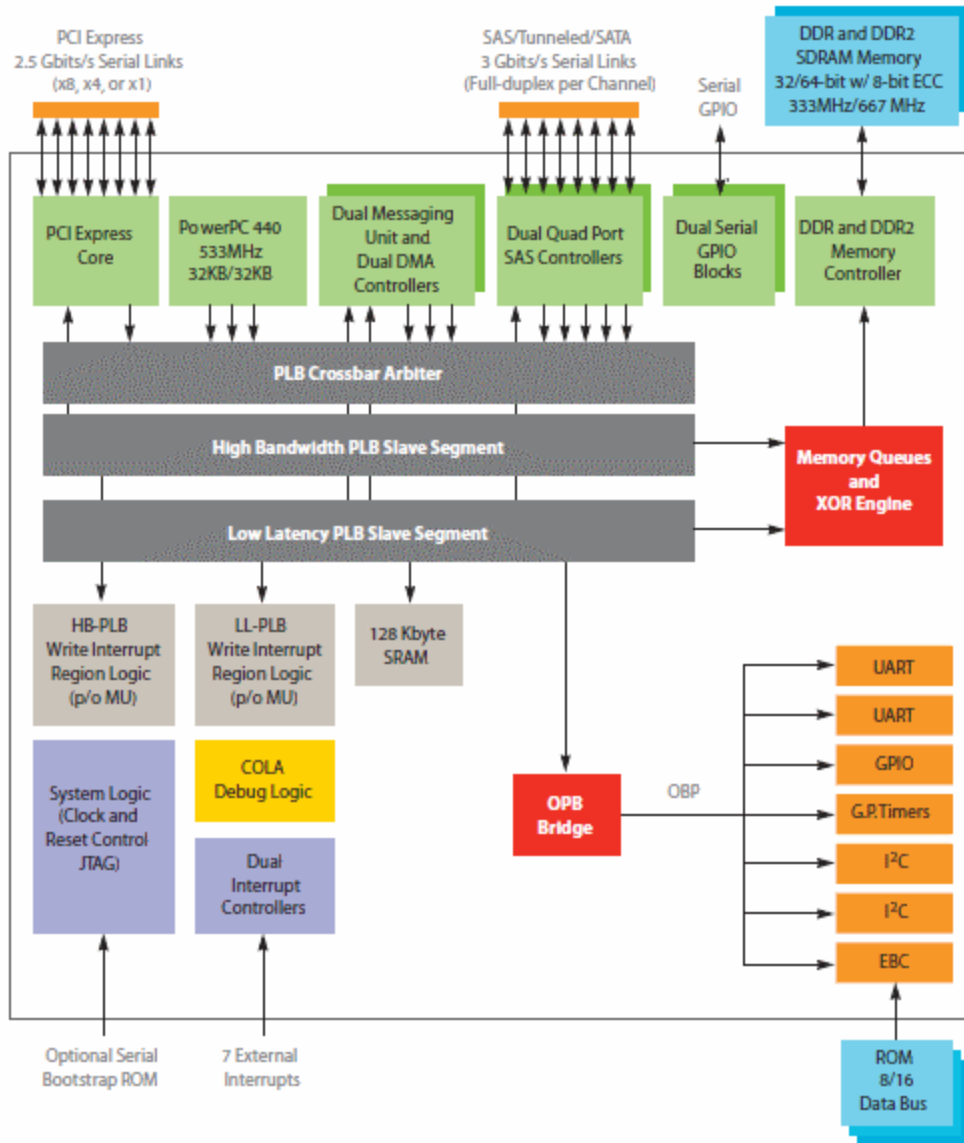 PCI Express
2.5 Gbits/s Serial Links
(x8, x4, or x1)
SAS/Tunneled/SATA
3 Gbits/s Serial Links
(Full-duplex per Channel)
Serial
GPIO
DDR and DDR2
SDRAM Memory
32/64-bit w/ 8-bit ECC
333MHz/667 MHz
PCI Express
Core
PowerPC 440
533MHz
32KB/32KB
Dual Messaging
Unit and
Dual DMA
Controllers
Dual Quad Port
SAS Controllers
Dual Serial
GPIO
Blocks
DDR and DDR2
Memory
Controller
PLB Crossbar Arbiter
High Bandwidth PLB Slave Segment
Low Latency PLB Slave Segment
Memory Queues
and
XOR Engine
HB-PLB
Write Interrupt
Region Logic
(p/o MU)
LL-PLB
Write Interrupt
Region Logic
(p/o MU)
128 Kbyte
SRAM
System Logic
(Clock and
Reset Control
JTAG)
COLA
Debug Logic
Dual
Interrupt
Controllers
OPB
Bridge
OBP
UART
UART
GPIO
G.P.Timers
I²C
I²C
EBC
Optional Serial
Bootstrap ROM
7 External
Interrupts
ROM
8/16
Data Bus